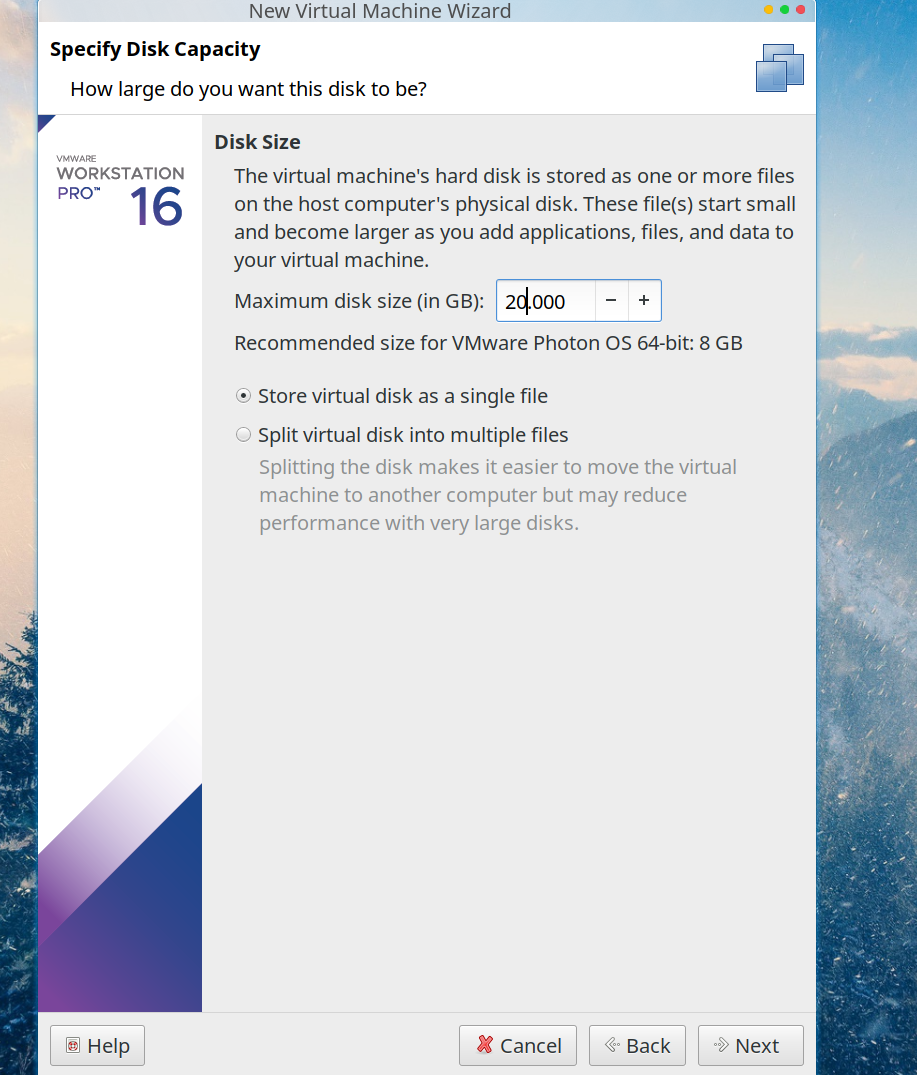 New Virtual Machine Wizard
Specify Disk Capacity
How large do you want this disk to be?
VMWARE
WORKSTATION
PRO™ 16
Disk Size
The virtual machine's hard disk is stored as one or more files
on the host computer's physical disk. These file(s) start small
and become larger as you add applications, files, and data to
your virtual machine.
Maximum disk size (in GB): 20.000 − +
Recommended size for VMware Photon OS 64-bit: 8 GB
Store virtual disk as a single file
Split virtual disk into multiple files
Splitting the disk makes it easier to move the virtual
machine to another computer but may reduce
performance with very large disks.
Help Cancel Back Next